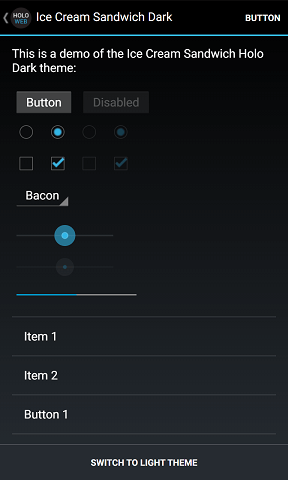 HOLO
WEB
Ice Cream Sandwich Dark
BUTTON
This is a demo of the Ice Cream Sandwich Holo
Dark theme:
Button
Disabled
Bacon
Item 1
Item 2
Button 1
SWITCH TO LIGHT THEME